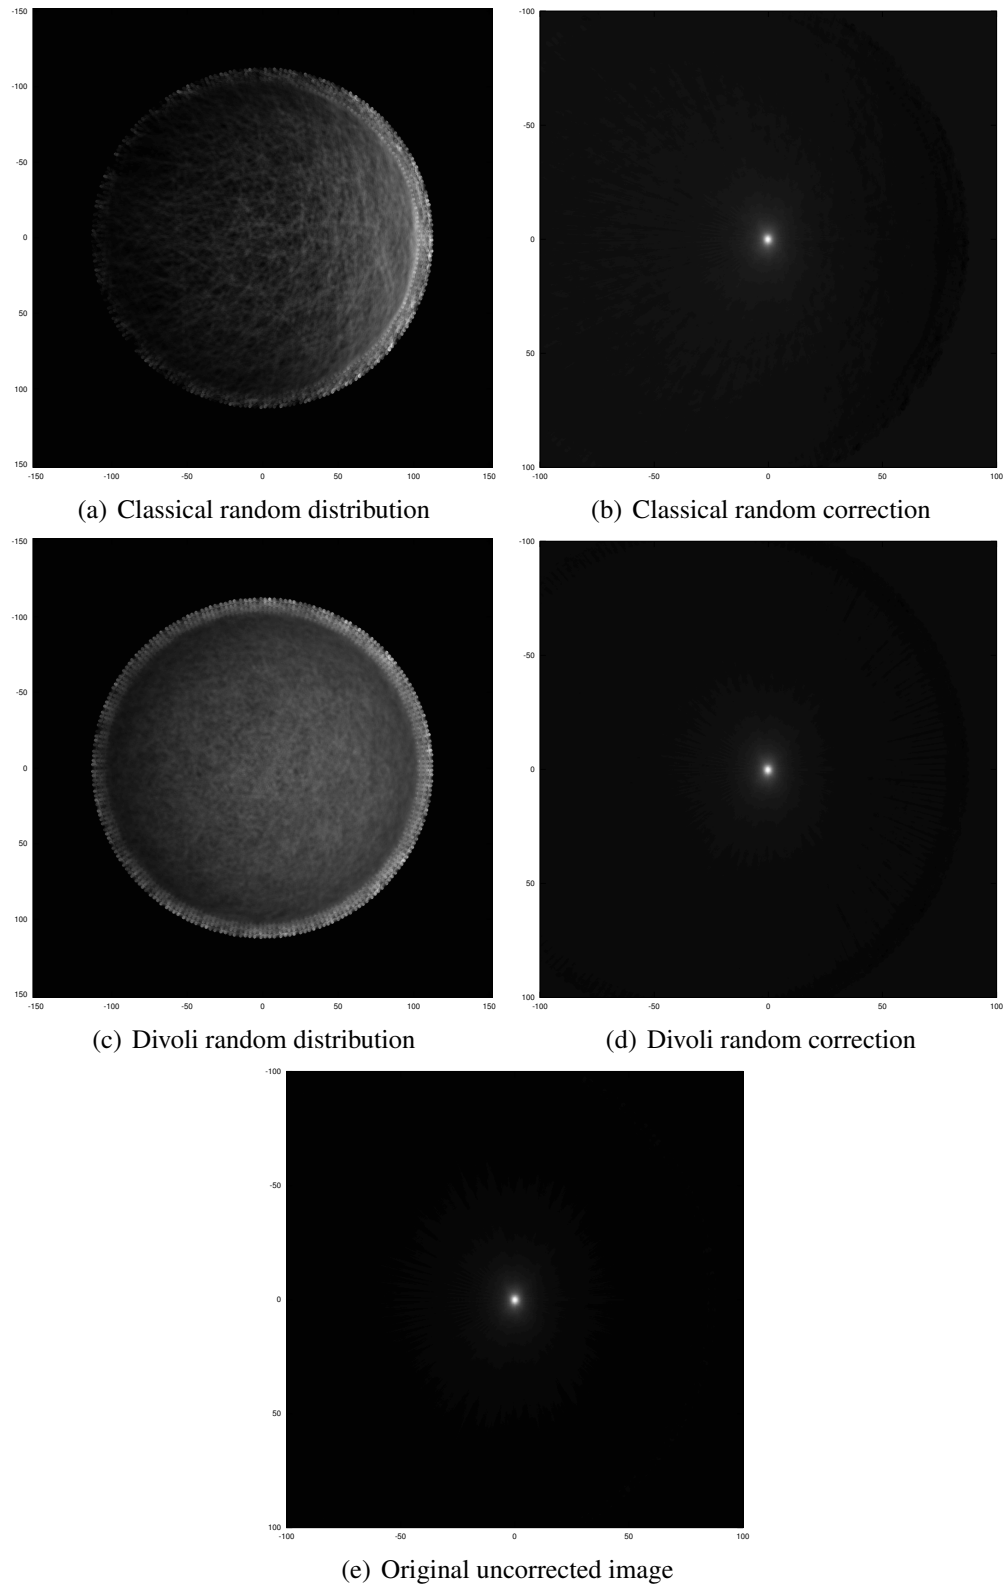 -150
-100
-50
0
50
100
150
-150 -100 -50 0 50 100 150
-100
-50
0
50
100
-100 -50 0 50 100
(a) Classical random distribution
(b) Classical random correction
-150
-100
-50
0
50
100
150
-150 -100 -50 0 50 100 150
-100
-50
0
50
100
-100 -50 0 50 100
(c) Divoli random distribution
(d) Divoli random correction
-100
-50
0
50
100
-100 -50 0 50 100
(e) Original uncorrected image